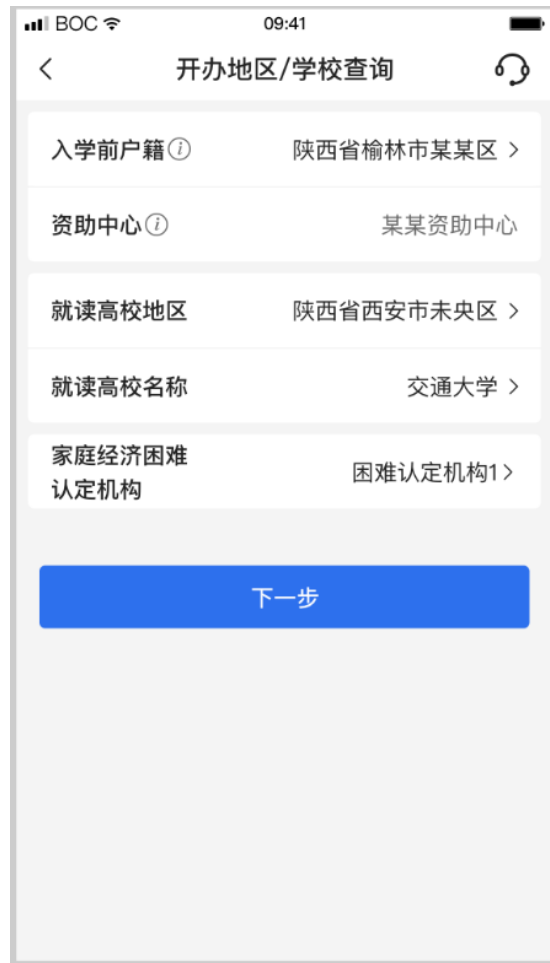 BOC 09:41
开办地区/学校查询
入学前户籍 陕西省榆林市某某区
资助中心 某某资助中心
就读高校地区 陕西省西安市未央区
就读高校名称 交通大学
家庭经济困难
认定机构 困难认定机构1
下一步